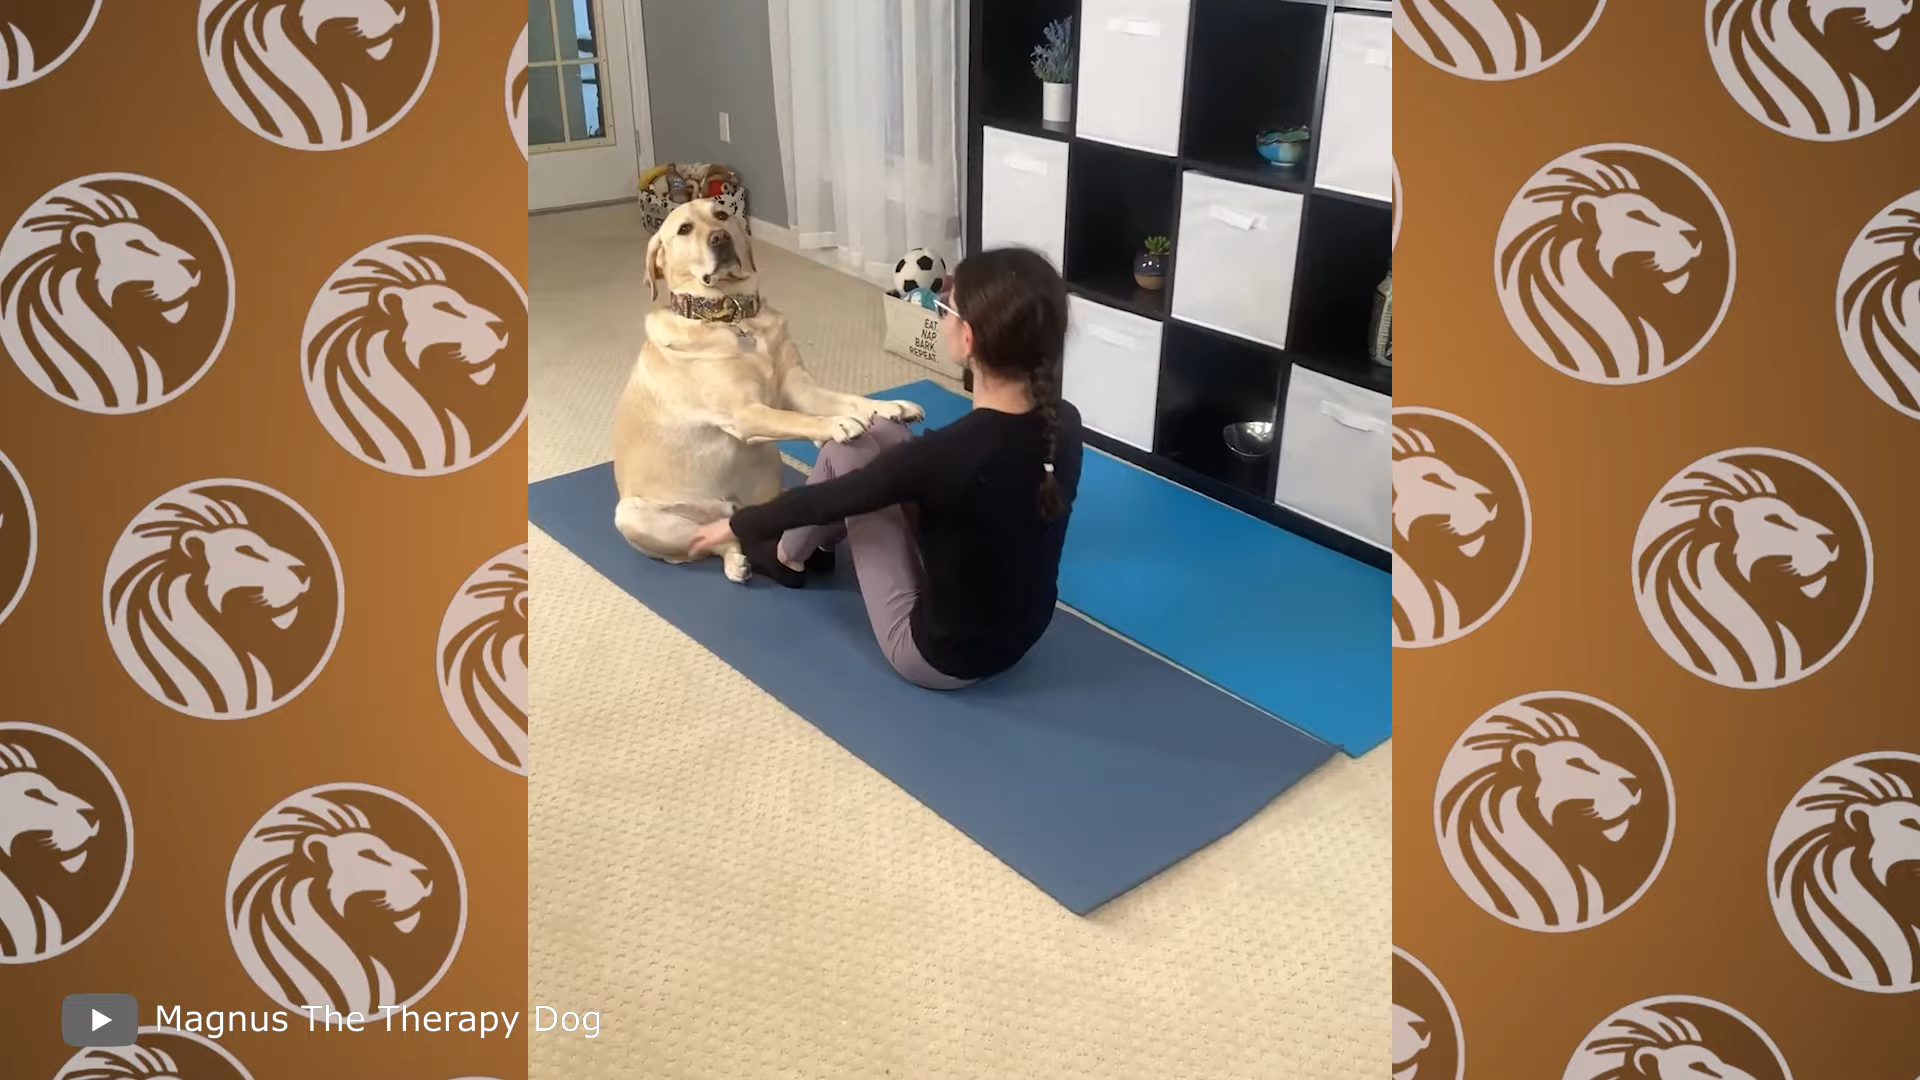 EAT.
NAP.
BARK.
REPEAT.
Magnus The Therapy Dog